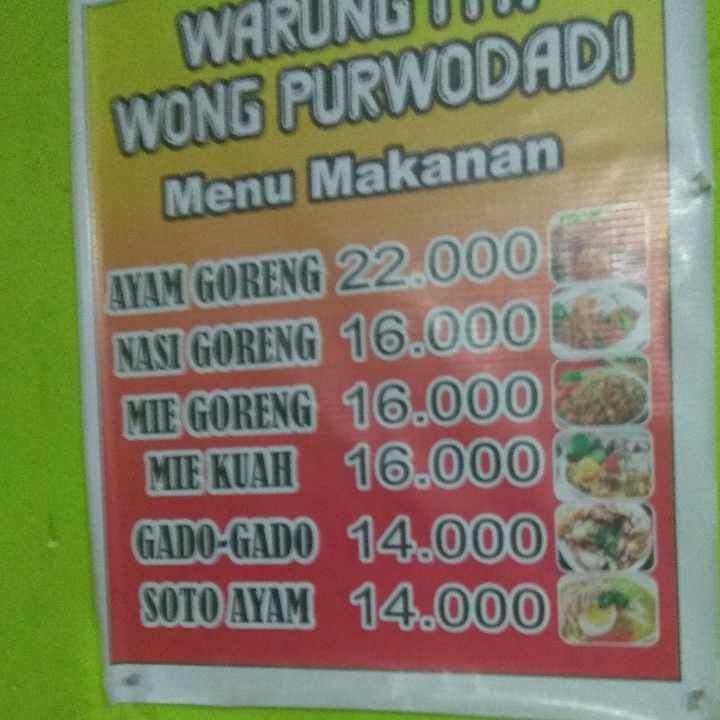 WARUNG
WONG PURWODADI
Menu Makanan
AYAM GORENG 22.000
NASI GORENG 16.000
MIE GORENG 16.000
MIE KUAH 16.000
GADO-GADO 14.000
SOTO AYAM 14.000